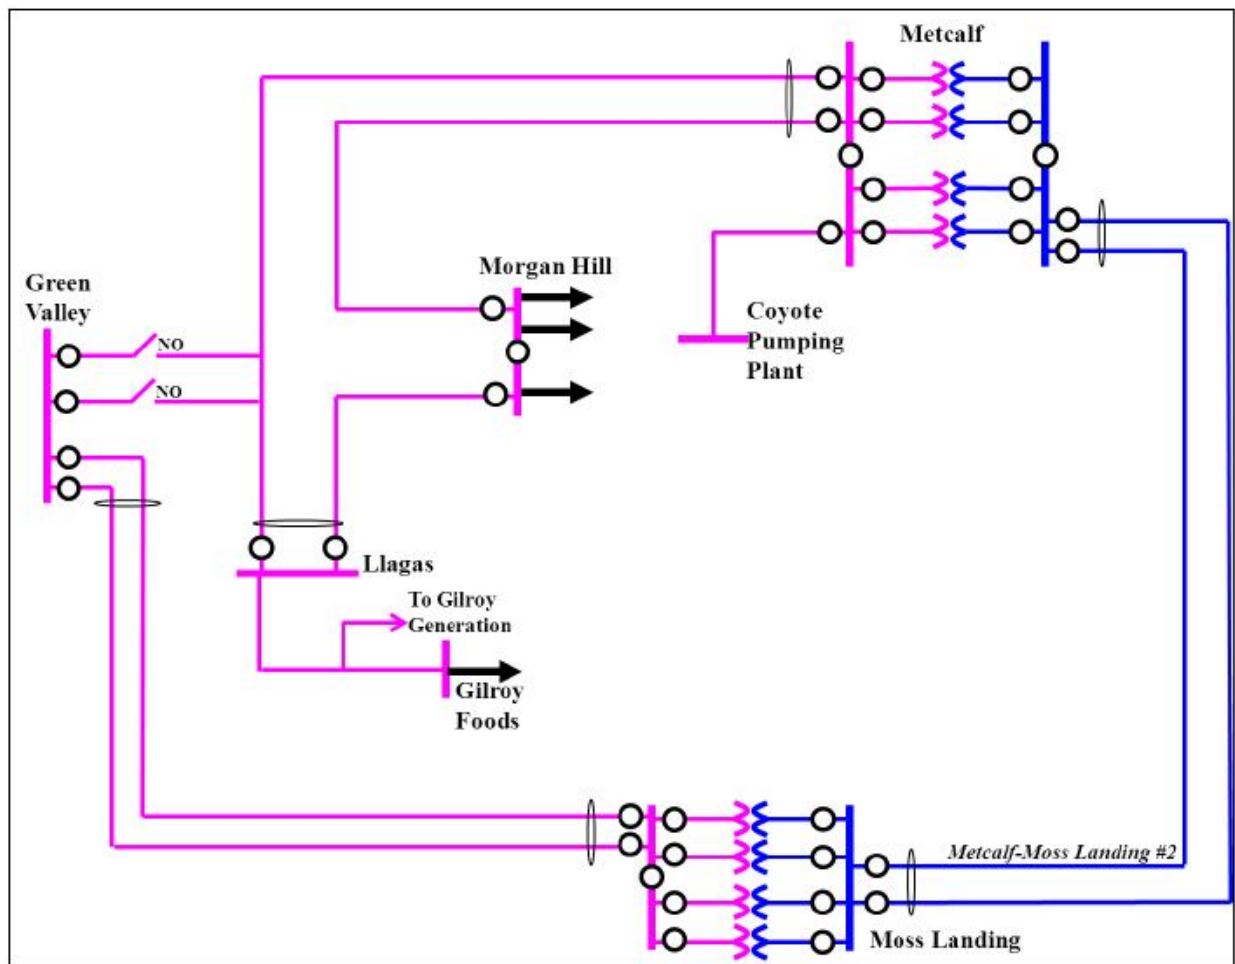 Metcalf
Green
Valley
Morgan Hill
NO
Coyote
Pumping
Plant
NO
Llagas
To Gilroy
Generation
Gilroy
Foods
Metcalf-Moss Landing #2
Moss Landing